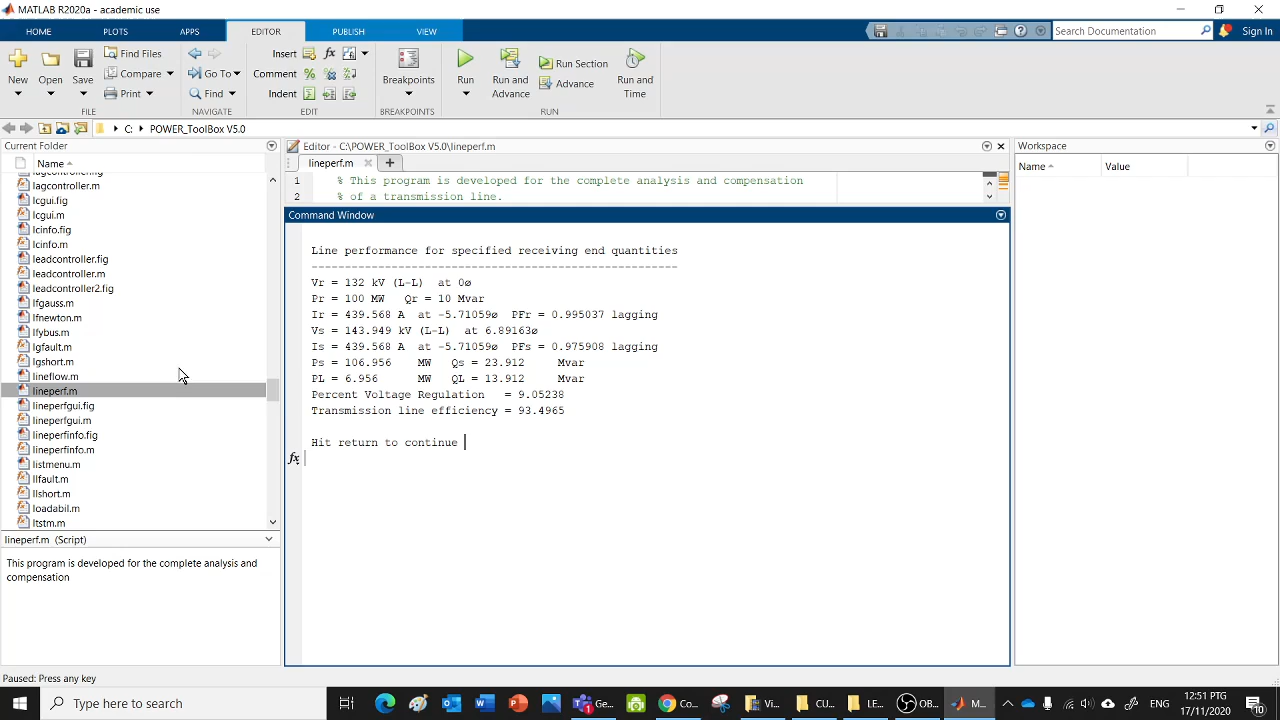 MATLAB R2020a - academic use
HOME PLOTS APPS EDITOR PUBLISH VIEW
Search Documentation
Sign In
New Open Save
Find Files
Compare
Print
FILE
Go To
Find
NAVIGATE
Insert
Comment
Indent
EDIT
Breakpoints
BREAKPOINTS
Run
Run and Advance
Run Section
Advance
Run and Time
RUN
C: POWER_ToolBox V5.0
Current Folder
Name
lagcontroller.fig
lagcontroller.m
lcgui.fig
lcgui.m
lcinfo.fig
lcinfo.m
leadcontroller.fig
leadcontroller.m
leadcontroller2.fig
lfgauss.m
lfnewton.m
lfybus.m
lgfault.m
lgshort.m
lineflow.m
lineperf.m
lineperfgui.fig
lineperfgui.m
lineperfinfo.fig
lineperfinfo.m
listmenu.m
llfault.m
llshort.m
loadabil.m
ltstm.m
lineperf.m (Script)
This program is developed for the complete analysis and
compensation
Editor - C:\POWER_ToolBox V5.0\lineperf.m
lineperf.m
1 % This program is developed for the complete analysis and compensation
2 % of a transmission line.
Command Window
Line performance for specified receiving end quantities
-------------------------------------------------------
Vr = 132 kV (L-L) at 0ø
Pr = 100 MW Qr = 10 Mvar
Ir = 439.568 A at -5.71059ø PFr = 0.995037 lagging
Vs = 143.949 kV (L-L) at 6.89163ø
Is = 439.568 A at -5.71059ø PFs = 0.975908 lagging
Ps = 106.956 MW Qs = 23.912 Mvar
PL = 6.956 MW QL = 13.912 Mvar
Percent Voltage Regulation = 9.05238
Transmission line efficiency = 93.4965
Hit return to continue
fx
Workspace
Name Value
Paused: Press any key
Type here to search
Ge...
Co...
Vi...
CU...
LE...
OB...
M...
ENG
12:51 PTG
17/11/2020
10